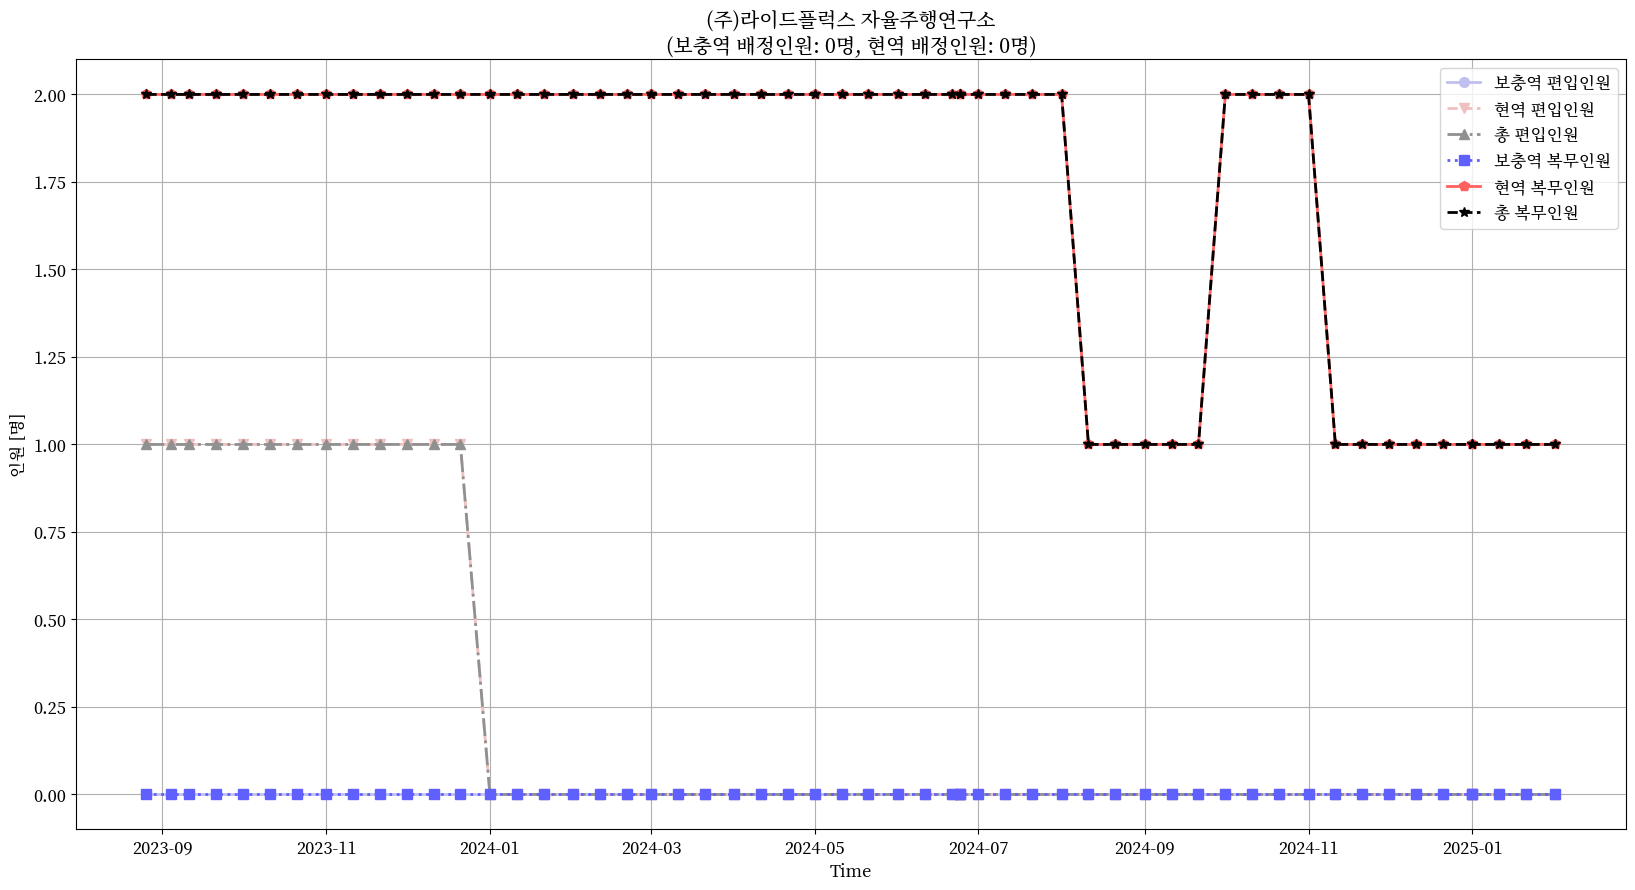 (주)라이드플럭스 자율주행연구소
(보충역 배정인원: 0명, 현역 배정인원: 0명)
보충역 편입인원
현역 편입인원
총 편입인원
보충역 복무인원
현역 복무인원
총 복무인원
2.00
1.75
1.50
1.25
1.00
0.75
0.50
0.25
0.00
인원 [명]
2023-09
2023-11
2024-01
2024-03
2024-05
2024-07
2024-09
2024-11
2025-01
Time